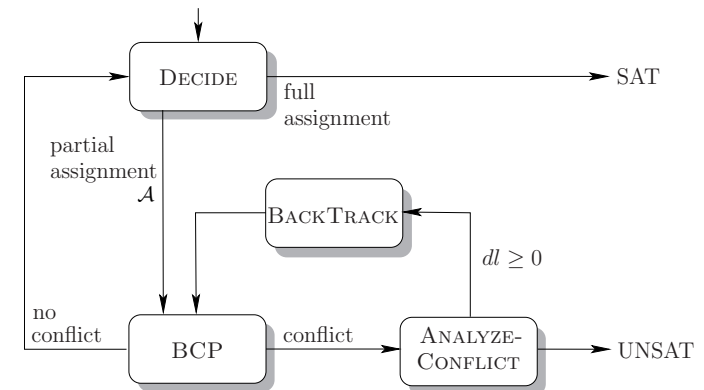 DECIDE
SAT
full
assignment
partial
assignment
𝒜
BACKTRACK
dl ≥ 0
no
conflict
BCP
conflict
ANALYZE-
CONFLICT
UNSAT